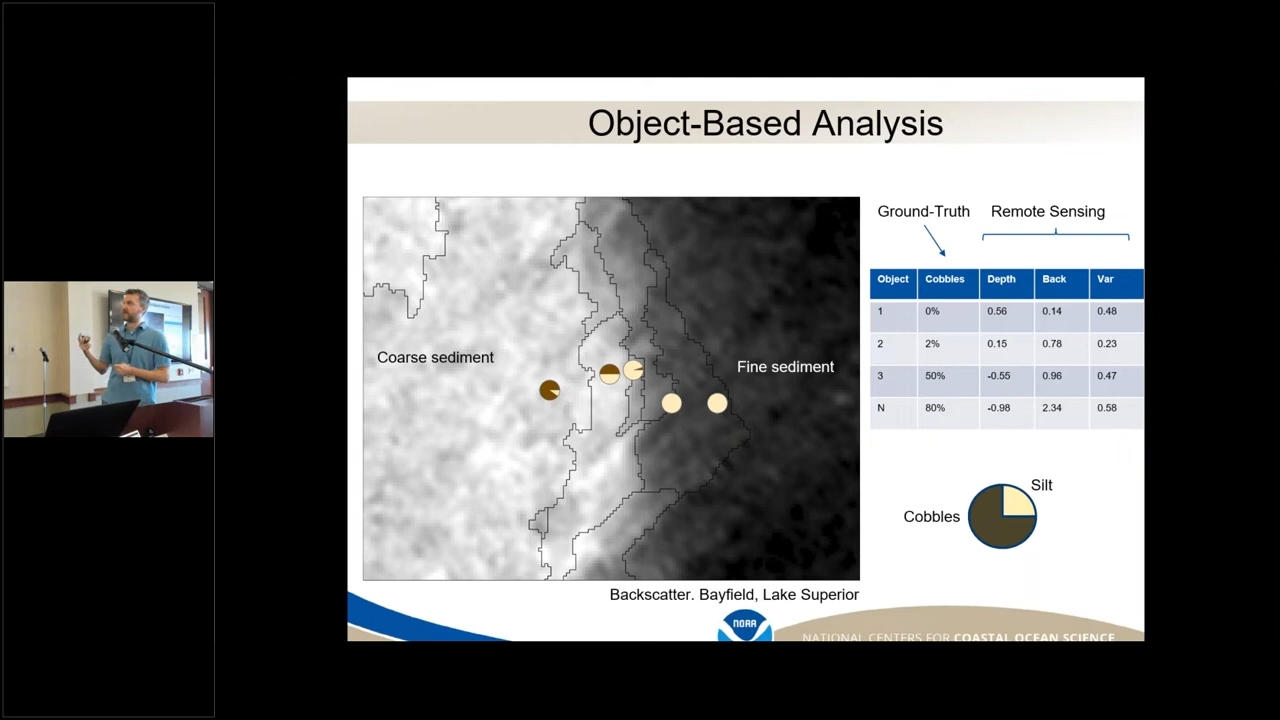 Object-Based Analysis
Ground-Truth
Remote Sensing
Coarse sediment
Fine sediment
Object Cobbles Depth Back Var
1 0% 0.56 0.14 0.48
2 2% 0.15 0.78 0.23
3 50% -0.55 0.96 0.47
N 80% -0.98 2.34 0.58
Silt
Cobbles
Backscatter. Bayfield, Lake Superior
NOAA
NATIONAL CENTERS FOR COASTAL OCEAN SCIENCE